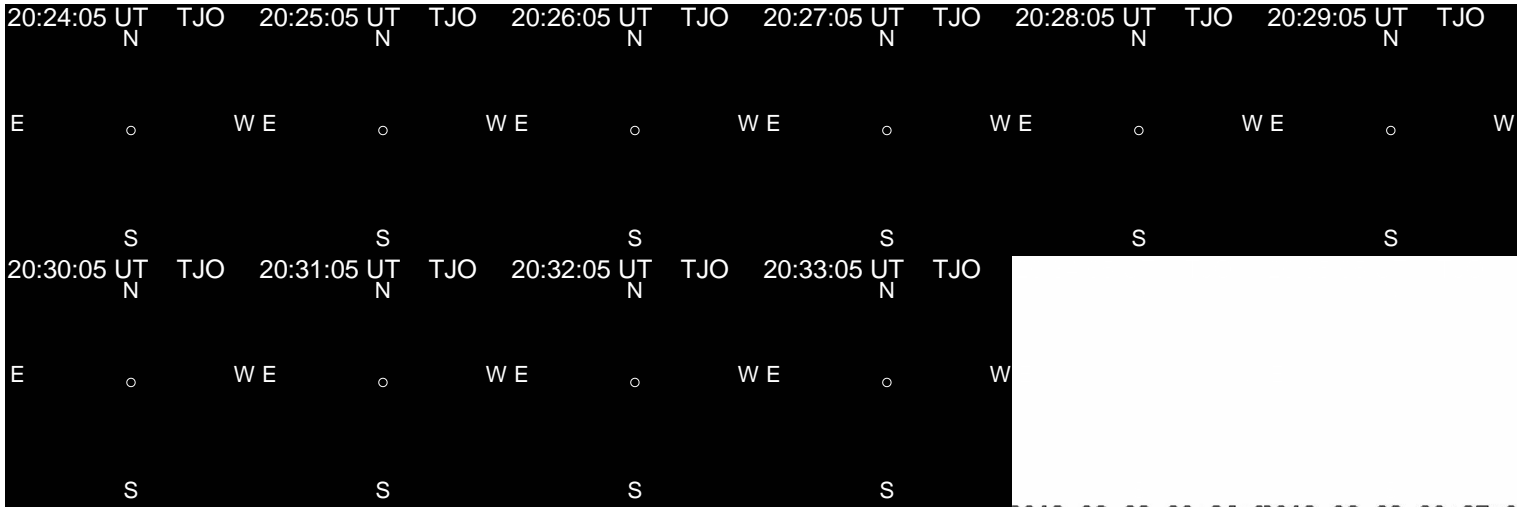 20:24:05 UT TJO 20:25:05 UT TJO 20:26:05 UT TJO 20:27:05 UT TJO 20:28:05 UT TJO 20:29:05 UT TJO
N N N N N N
E W E W E W E W E W E W
S S S S S S
20:30:05 UT TJO 20:31:05 UT TJO 20:32:05 UT TJO 20:33:05 UT TJO
N N N N
E W E W E W E W
S S S S